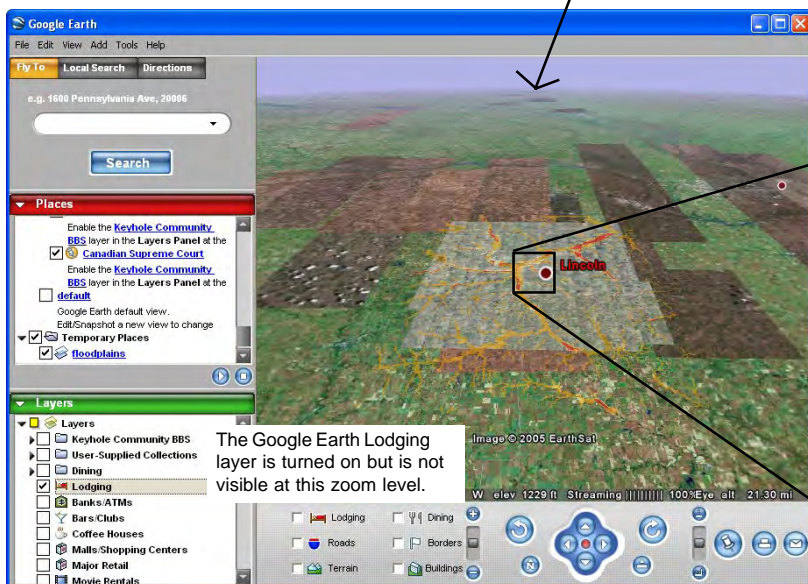 Google Earth
File Edit View Add Tools Help
Fly To Local Search Directions
e.g. 1600 Pennsylvania Ave, 20006
Search
Places
Enable the Keyhole Community
BBS layer in the Layers Panel at the
Canadian Supreme Court
Enable the Keyhole Community
BBS layer in the Layers Panel at the
default
Google Earth default view.
Edit/Snapshot a new view to change
Temporary Places
floodplains
Layers
Layers
Keyhole Community BBS
User-Supplied Collections
Dining
Lodging
Banks/ATMs
Bars/Clubs
Coffee Houses
Malls/Shopping Centers
Major Retail
Movie Rentals
The Google Earth Lodging
layer is turned on but is not
visible at this zoom level.
Lincoln
Image © 2005 EarthSat
W elev 1229 ft Streaming |||||||||| 100% Eye alt 21.30 mi
Lodging Dining
Roads Borders
Terrain Buildings
N